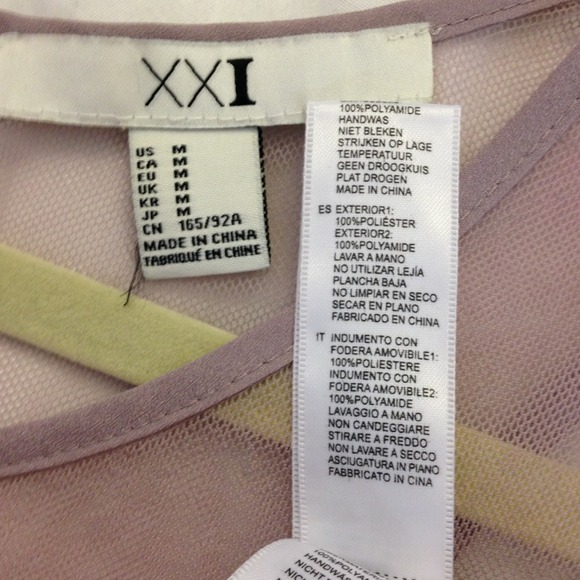 XXI
US M
CA M
EU M
UK M
KR M
JP M
CN 165/92A
MADE IN CHINA
FABRIQUÉ EN CHINE
100%POLYAMIDE
HANDWAS
NIET BLEKEN
STRIJKEN OP LAGE
TEMPERATUUR
GEEN DROOGKUIS
PLAT DROGEN
MADE IN CHINA
ES EXTERIOR1:
100%POLIÉSTER
EXTERIOR2:
100%POLYAMIDE
LAVAR A MANO
NO UTILIZAR LEJÍA
PLANCHA BAJA
NO LIMPIAR EN SECO
SECAR EN PLANO
FABRICADO EN CHINA
IT INDUMENTO CON
FODERA AMOVIBILE1:
100%POLIESTERE
INDUMENTO CON
FODERA AMOVIBILE2:
100%POLYAMIDE
LAVAGGIO A MANO
NON CANDEGGIARE
STIRARE A FREDDO
NON LAVARE A SECCO
ASCIUGATURA IN PIANO
FABBRICATO IN CINA